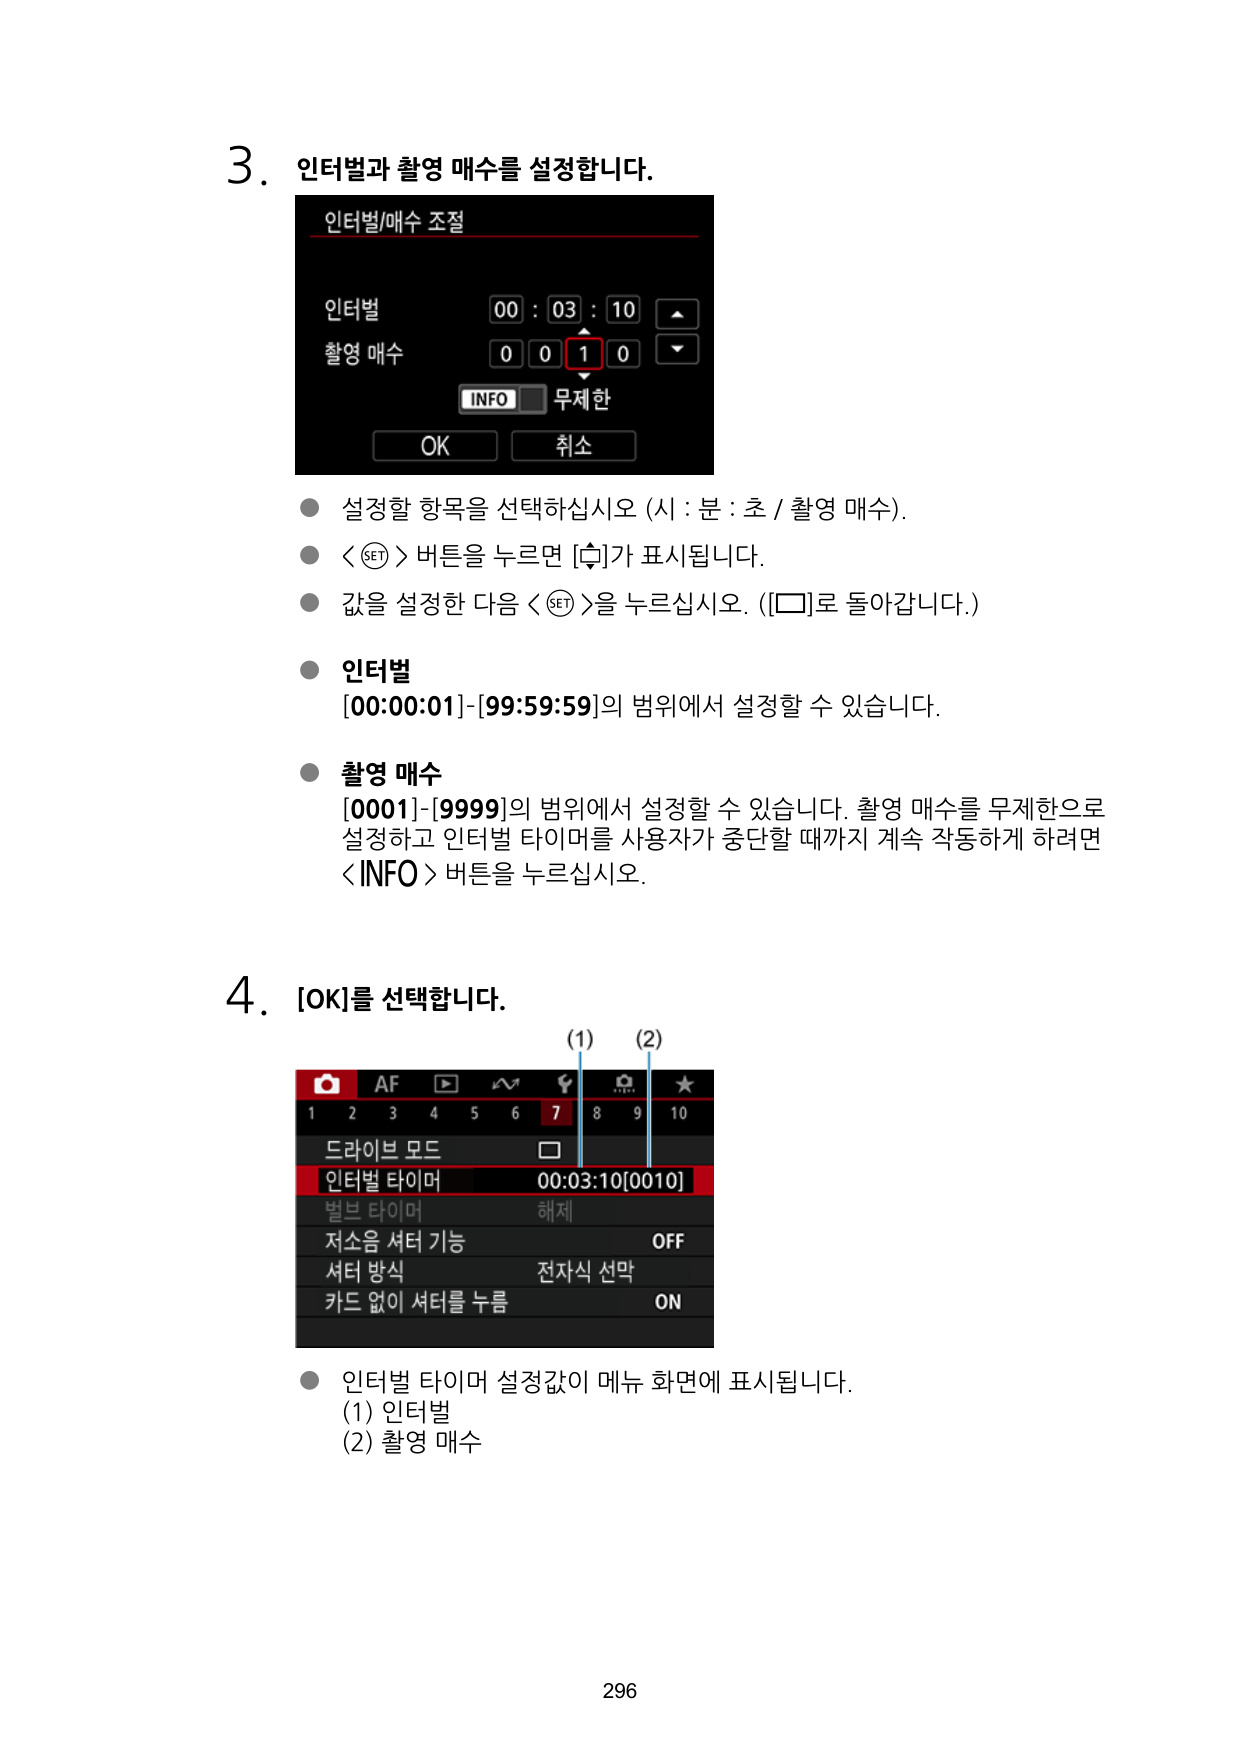 3. 인터벌과 촬영 매수를 설정합니다.
인터벌/매수 조절
인터벌 00 : 03 : 10
촬영 매수 0 0 1 0
INFO 무제한
OK 취소
● 설정할 항목을 선택하십시오 (시 : 분 : 초 / 촬영 매수).
● < SET > 버튼을 누르면 []가 표시됩니다.
● 값을 설정한 다음 < SET >을 누르십시오. ([]로 돌아갑니다.)
● 인터벌
[00:00:01]-[99:59:59]의 범위에서 설정할 수 있습니다.
● 촬영 매수
[0001]-[9999]의 범위에서 설정할 수 있습니다. 촬영 매수를 무제한으로
설정하고 인터벌 타이머를 사용자가 중단할 때까지 계속 작동하게 하려면
< INFO > 버튼을 누르십시오.
4. [OK]를 선택합니다.
(1) (2)
AF
1 2 3 4 5 6 7 8 9 10
드라이브 모드
인터벌 타이머 00:03:10[0010]
벌브 타이머 해제
저소음 셔터 기능 OFF
셔터 방식 전자식 선막
카드 없이 셔터를 누름 ON
● 인터벌 타이머 설정값이 메뉴 화면에 표시됩니다.
(1) 인터벌
(2) 촬영 매수
296